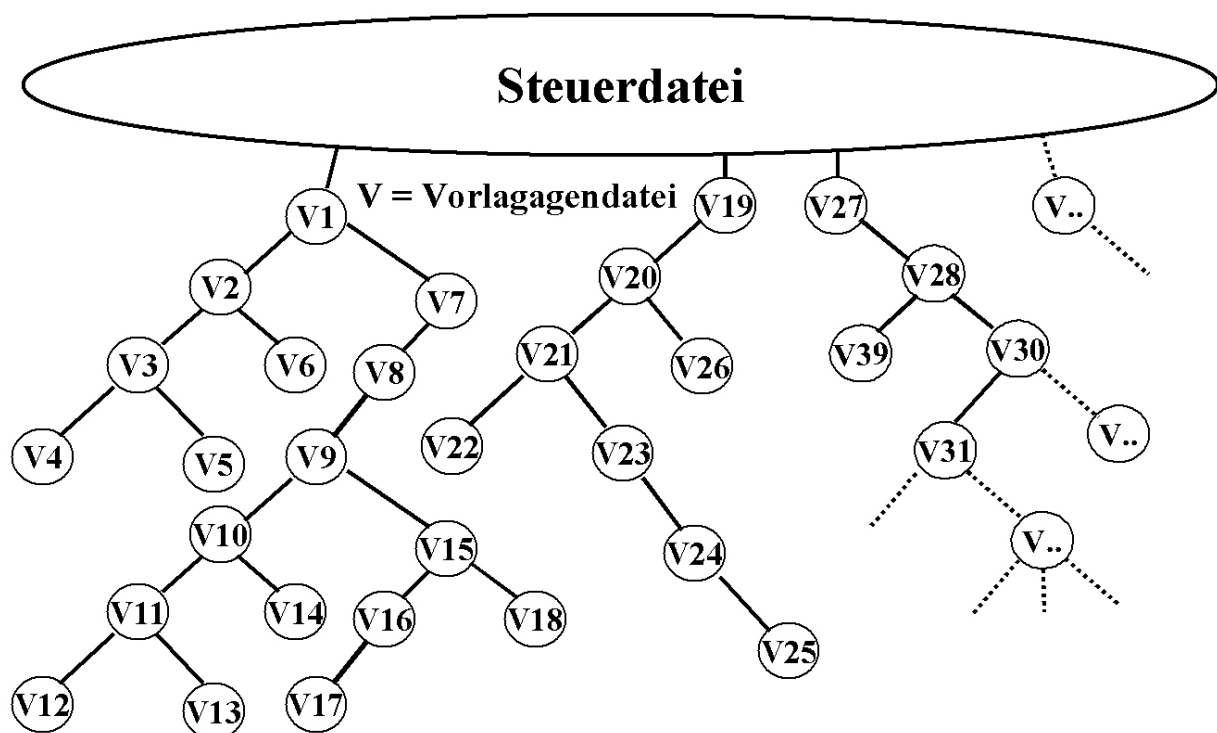 Steuerdatei
V = Vorlagagendatei
V1
V19
V27
V..
V2
V7
V20
V28
V3
V6
V8
V21
V26
V39
V30
V4
V5
V9
V22
V23
V31
V..
V10
V15
V24
V..
V11
V14
V16
V18
V25
V12
V13
V17